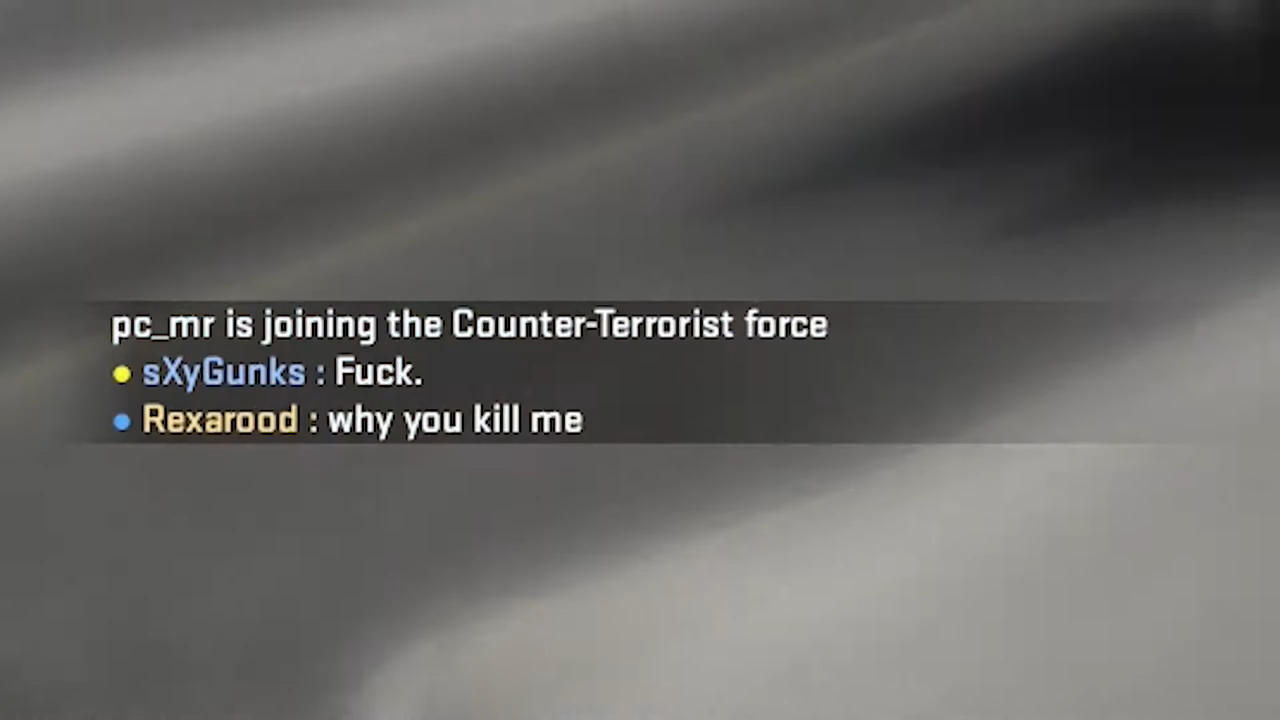 pc_mr is joining the Counter-Terrorist force
sXyGunks : Fuck.
Rexarood : why you kill me